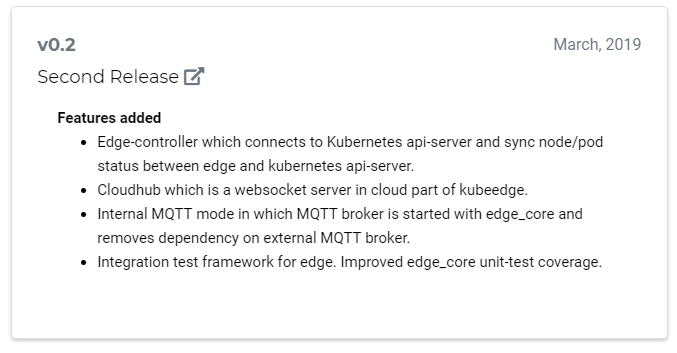 v0.2
March, 2019
Second Release
Features added
• Edge-controller which connects to Kubernetes api-server and sync node/pod
status between edge and kubernetes api-server.
• Cloudhub which is a websocket server in cloud part of kubeedge.
• Internal MQTT mode in which MQTT broker is started with edge_core and
removes dependency on external MQTT broker.
• Integration test framework for edge. Improved edge_core unit-test coverage.